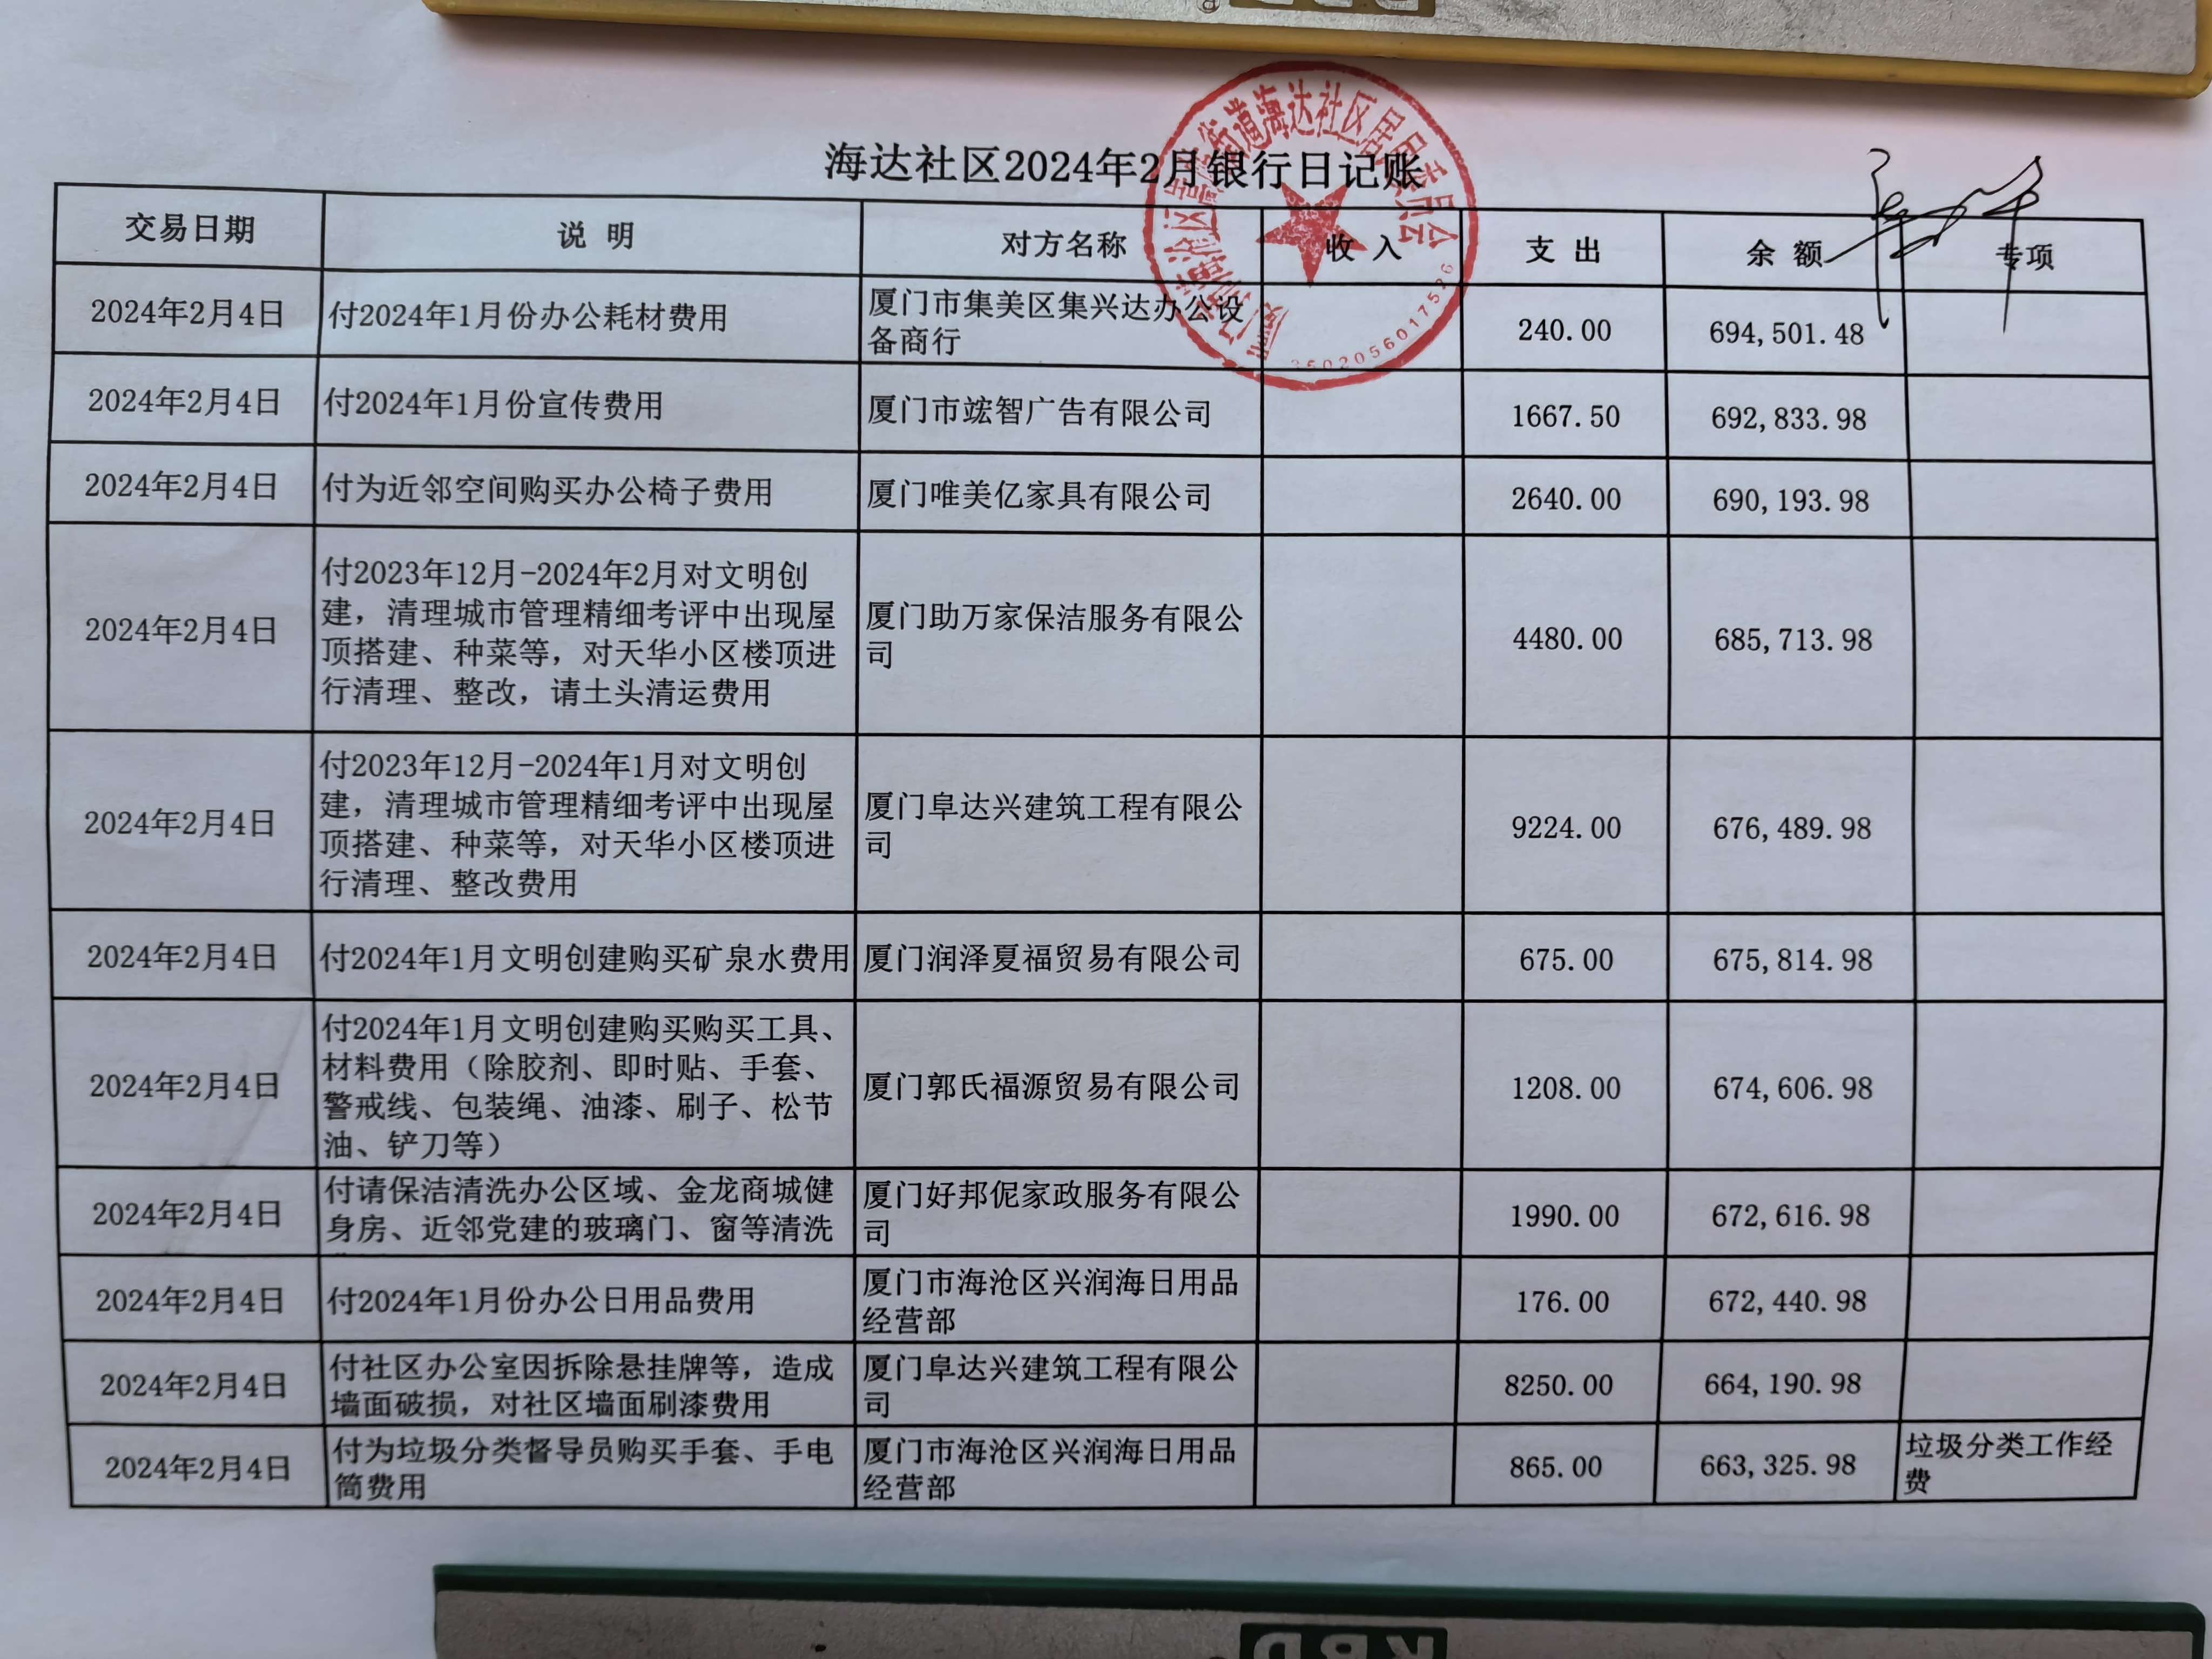 海达社区2024年2月银行日记账
交易日期 说 明 对方名称 收 入 支 出 余 额 专项
2024年2月4日 付2024年1月份办公耗材费用 厦门市集美区集兴达办公设
备商行 240.00 694,501.48
2024年2月4日 付2024年1月份宣传费用 厦门市竑智广告有限公司 1667.50 692,833.98
2024年2月4日 付为近邻空间购买办公椅子费用 厦门唯美亿家具有限公司 2640.00 690,193.98
2024年2月4日 付2023年12月-2024年2月对文明创
建，清理城市管理精细考评中出现屋
顶搭建、种菜等，对天华小区楼顶进
行清理、整改，请土头清运费用
厦门助万家保洁服务有限公
司 4480.00 685,713.98
2024年2月4日 付2023年12月-2024年1月对文明创
建，清理城市管理精细考评中出现屋
顶搭建、种菜等，对天华小区楼顶进
行清理、整改费用
厦门阜达兴建筑工程有限公
司 9224.00 676,489.98
2024年2月4日 付2024年1月文明创建购买矿泉水费用 厦门润泽夏福贸易有限公司 675.00 675,814.98
2024年2月4日 付2024年1月文明创建购买购买工具、
材料费用（除胶剂、即时贴、手套、
警戒线、包装绳、油漆、刷子、松节
油、铲刀等）
厦门郭氏福源贸易有限公司 1208.00 674,606.98
2024年2月4日 付请保洁清洗办公区域、金龙商城健
身房、近邻党建的玻璃门、窗等清洗
厦门好邦伲家政服务有限公
司 1990.00 672,616.98
2024年2月4日 付2024年1月份办公日用品费用 厦门市海沧区兴润海日用品
经营部 176.00 672,440.98
2024年2月4日 付社区办公室因拆除悬挂牌等，造成
墙面破损，对社区墙面刷漆费用
厦门阜达兴建筑工程有限公
司 8250.00 664,190.98
2024年2月4日 付为垃圾分类督导员购买手套、手电
筒费用
厦门市海沧区兴润海日用品
经营部 865.00 663,325.98 垃圾分类工作经
费
街道海达社区居民委员会
3502056017526
KBD